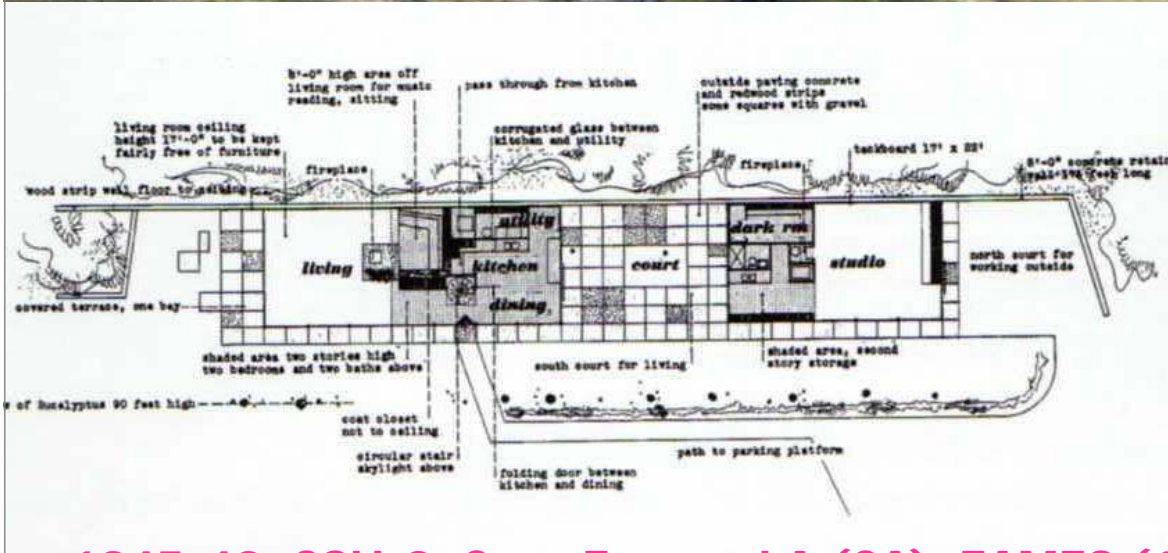 8'-0" high area off
living room for music
reading, sitting
pass through from kitchen
outside paving concrete
and redwood strips
some squares with gravel
living room ceiling
height 17'-0" to be kept
fairly free of furniture
corrugated glass between
kitchen and utility
tackboard 17' x 22'
fireplace
fireplace
8'-0" concrete retain
feet long
wood strip wall floor to ceiling
utility
dark rm
living
kitchen
court
studio
north court for
working outside
dining
covered terrace, one bay
shaded area two stories high
two bedrooms and two baths above
south court for living
shaded area, second
story storage
of Eucalyptus 90 feet high
coat closet
not to ceiling
circular stair
skylight above
folding door between
kitchen and dining
path to parking platform